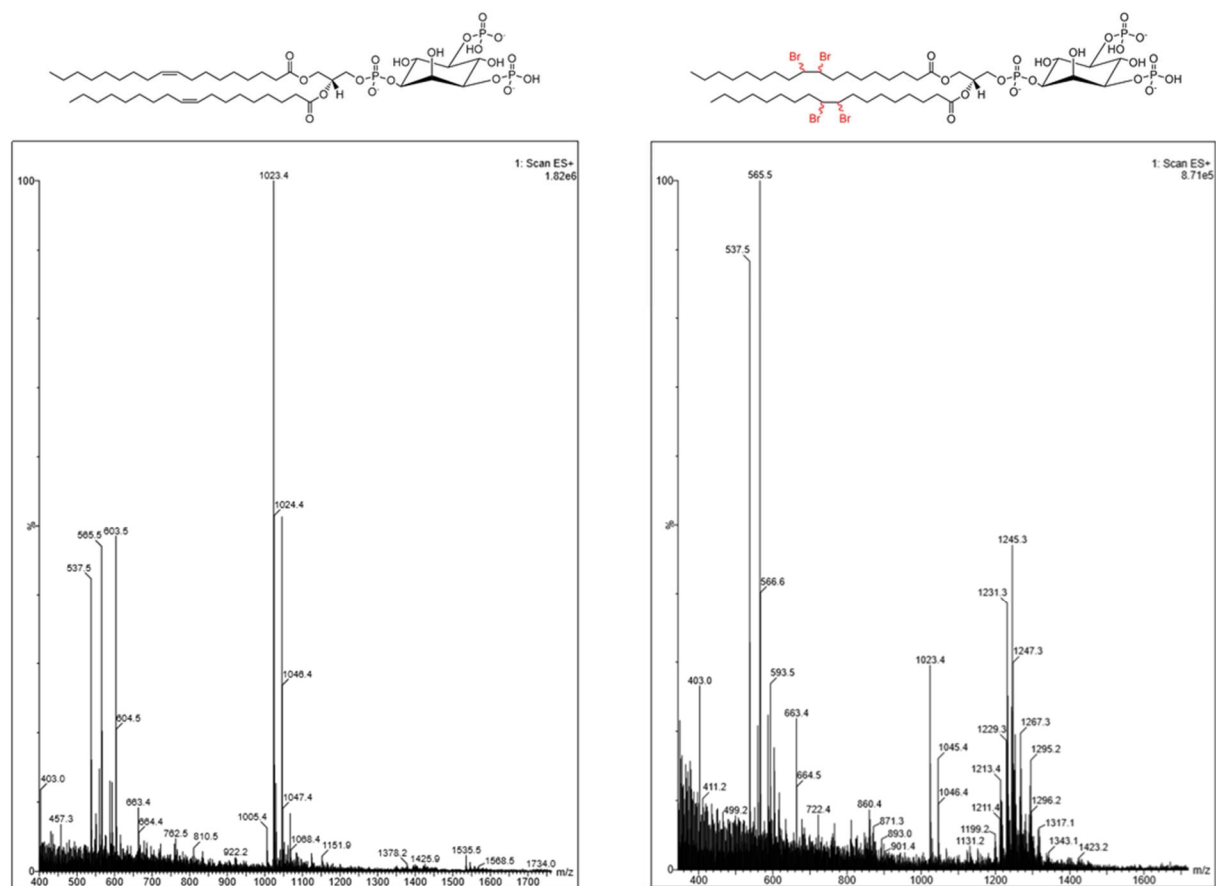 O
O-P-O-
HO
OH
HO
OH
O
O
O-P-O
O-
O
O
P-OH
O-
O
H
O
Br Br
O
O-P-O-
HO
OH
HO
OH
O
O
O-P-O
O-
O
O
P-OH
O-
O
H
O
Br Br
1: Scan ES+
1.82e6
100
%
0
1023.4
1024.4
565.5 603.5
537.5
1046.4
604.5
403.0
457.3
663.4
664.4
762.5
810.5
922.2
1005.4
1047.4
1068.4
1151.9
1378.2
1425.9
1535.5
1568.5
1734.0
400 500 600 700 800 900 1000 1100 1200 1300 1400 1500 1600 1700 m/z
1: Scan ES+
8.71e5
100
%
0
565.5
537.5
566.6
593.5
403.0
663.4
664.5
411.2
499.2
722.4
860.4
871.3
893.0
901.4
1023.4
1045.4
1046.4
1131.2
1199.2
1211.4
1213.4
1229.3
1231.3
1245.3
1247.3
1267.3
1295.2
1296.2
1317.1
1343.1
1423.2
400 600 800 1000 1200 1400 1600 m/z